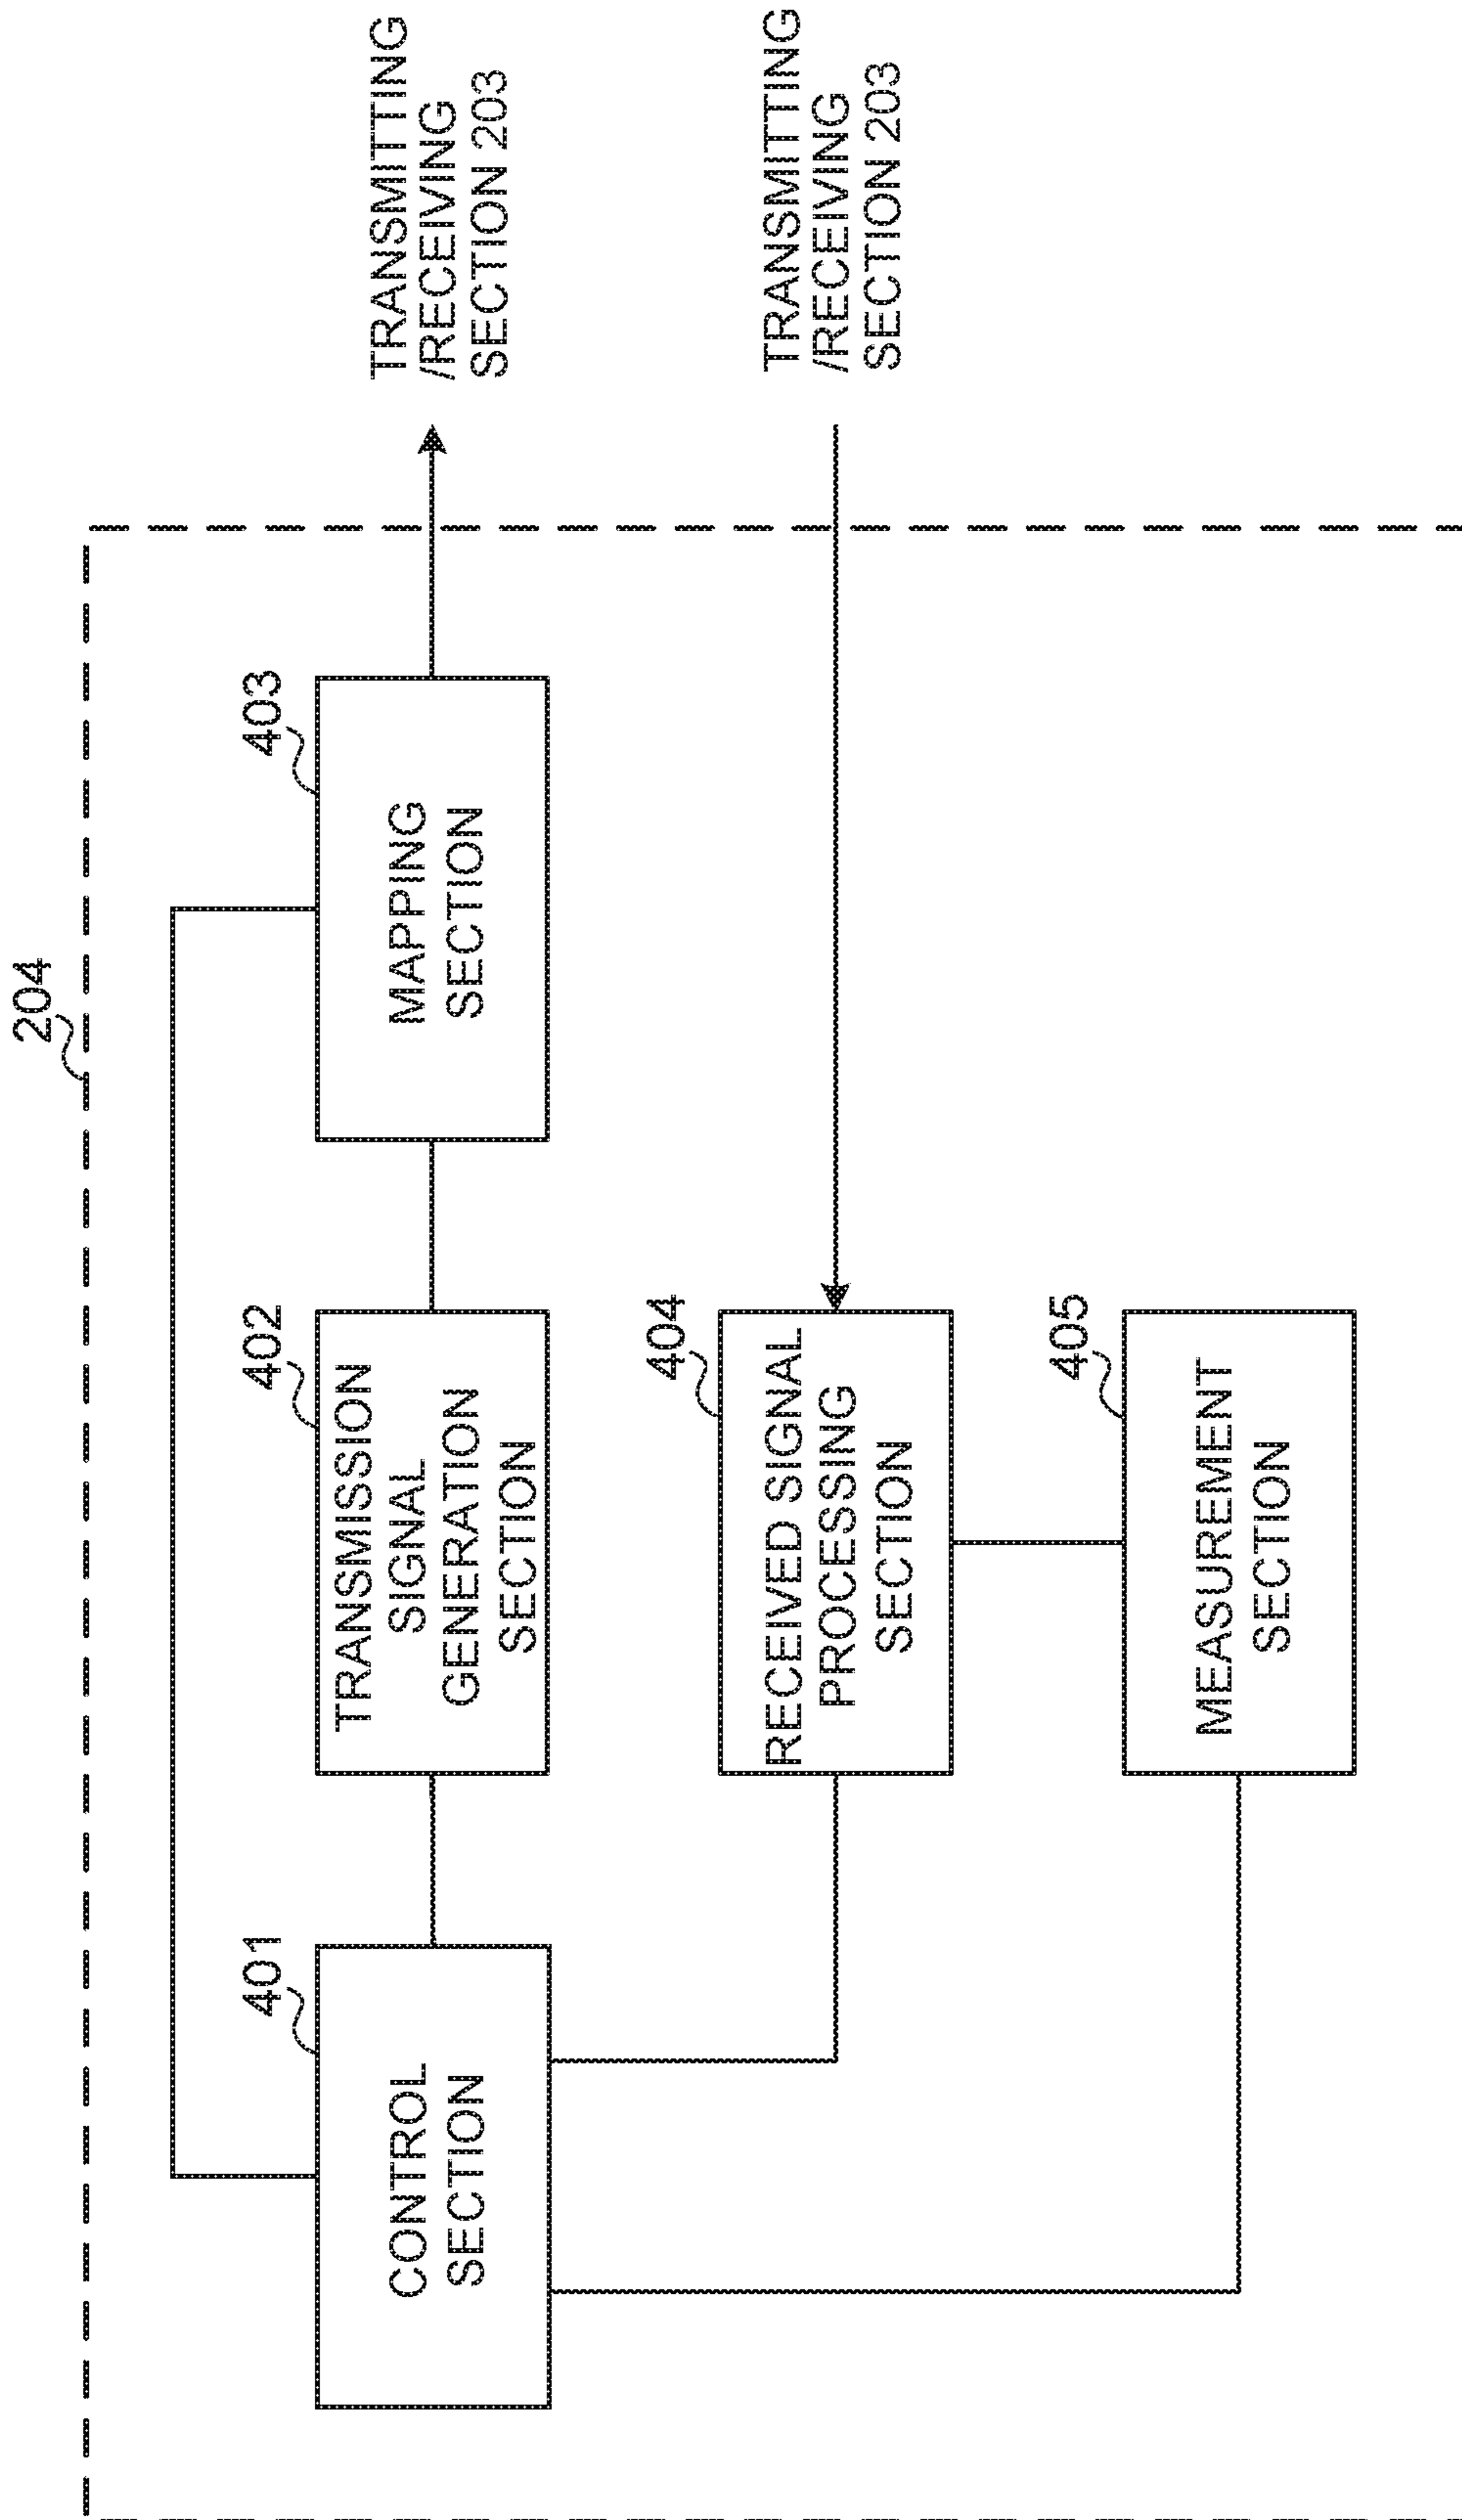 204
401
CONTROL
SECTION
402
TRANSMISSION
SIGNAL
GENERATION
SECTION
403
MAPPING
SECTION
TRANSMITTING
/RECEIVING
SECTION 203
404
RECEIVED SIGNAL
PROCESSING
SECTION
TRANSMITTING
/RECEIVING
SECTION 203
405
MEASUREMENT
SECTION